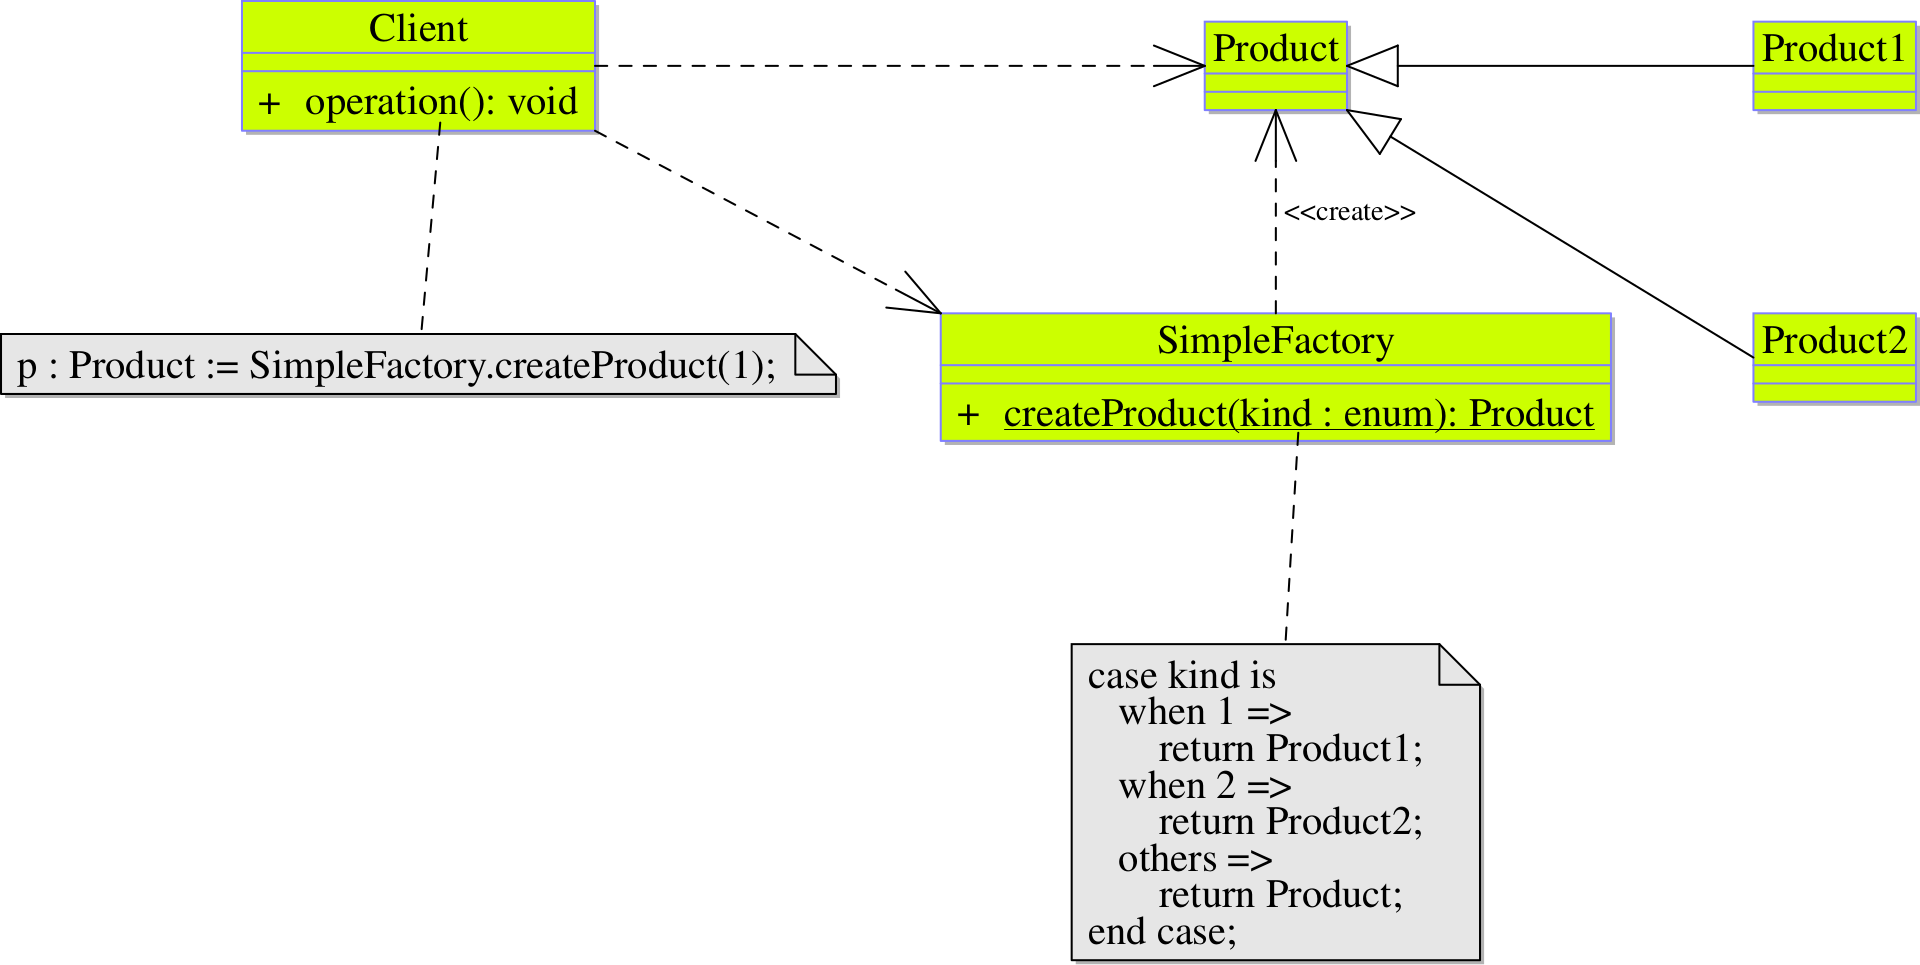 Client
+ operation(): void
Product
Product1
<<create>>
p : Product := SimpleFactory.createProduct(1);
SimpleFactory
+ createProduct(kind : enum): Product
Product2
case kind is
when 1 =>
return Product1;
when 2 =>
return Product2;
others =>
return Product;
end case;